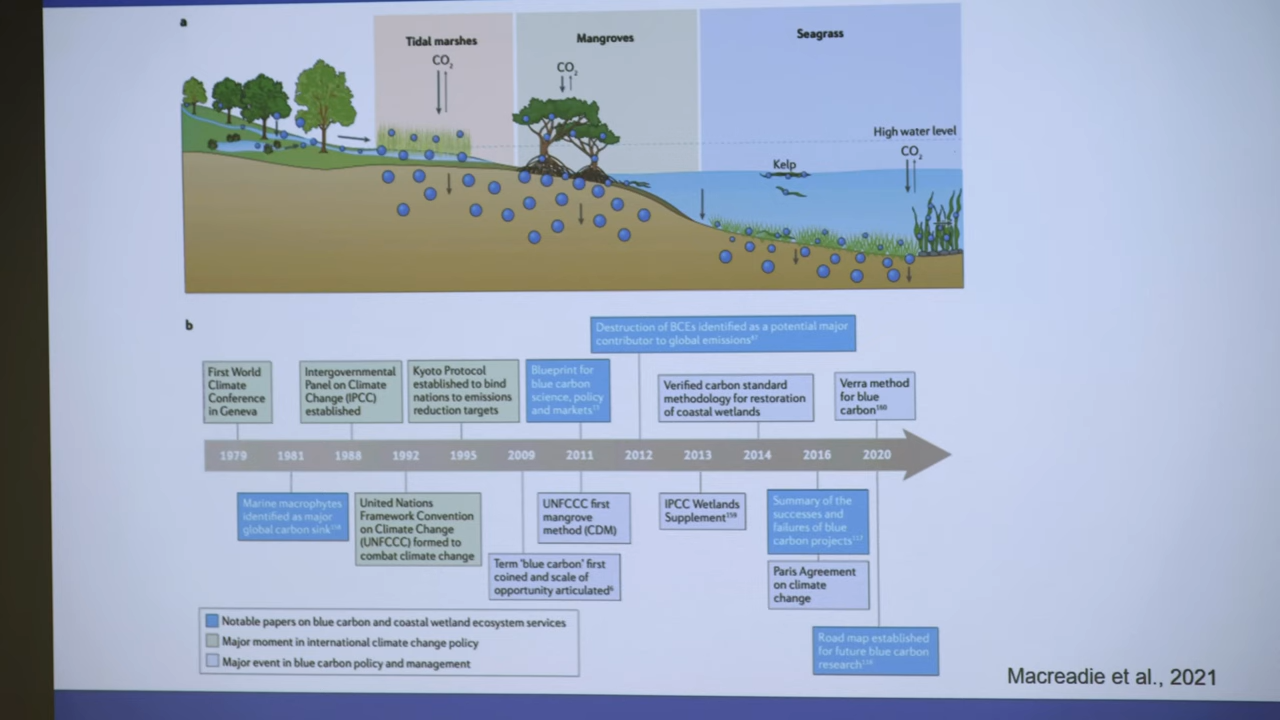 a
Tidal marshes
Mangroves
Seagrass
CO₂
CO₂
High water level
CO₂
Kelp
b
Destruction of BCEs identified as a potential major
contributor to global emissions⁴⁷
First World
Climate
Conference
in Geneva
Intergovernmental
Panel on Climate
Change (IPCC)
established
Kyoto Protocol
established to bind
nations to emissions
reduction targets
Blueprint for
blue carbon
science, policy
and markets
Verified carbon standard
methodology for restoration
of coastal wetlands
Verra method
for blue
carbon¹⁶⁰
1979 1981 1988 1992 1995 2009 2011 2012 2013 2014 2016 2020
Marine macrophytes
identified as major
global carbon sink
United Nations
Framework Convention
on Climate Change
(UNFCCC) formed to
combat climate change
Term 'blue carbon' first
coined and scale of
opportunity articulated
UNFCCC first
mangrove
method (CDM)
IPCC Wetlands
Supplement¹⁵⁹
Summary of the
successes and
failures of blue
carbon projects
Paris Agreement
on climate
change
Road map established
for future blue carbon
research
Notable papers on blue carbon and coastal wetland ecosystem services
Major moment in international climate change policy
Major event in blue carbon policy and management
Macreadie et al., 2021